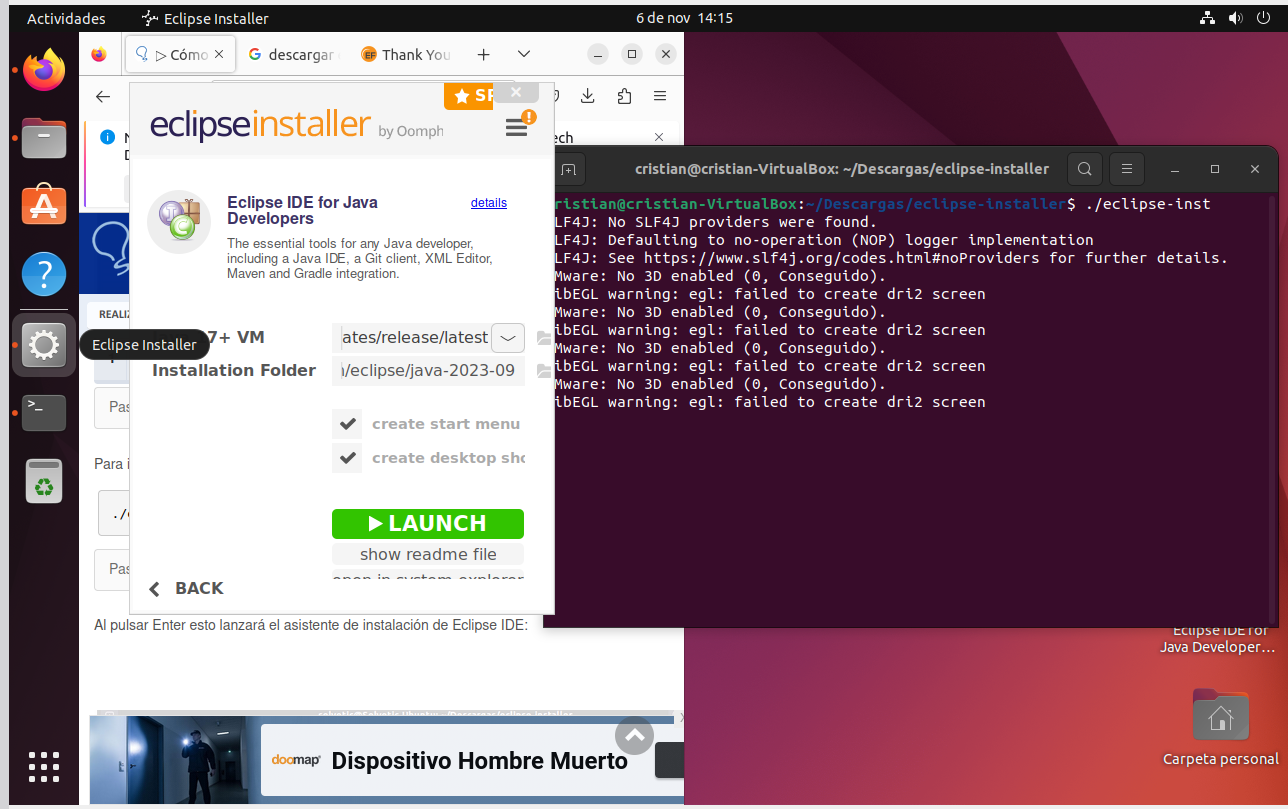 Actividades
Eclipse Installer
6 de nov 14:15
▷ Cómo
descargar
Thank You
SP
eclipseinstaller by Oomph
ech
Eclipse IDE for Java
Developers
details
The essential tools for any Java developer,
including a Java IDE, a Git client, XML Editor,
Maven and Gradle integration.
REALIZ
7+ VM
ates/release/latest
Eclipse Installer
Installation Folder
/eclipse/java-2023-09
create start menu
create desktop sho
Pas
Para i
LAUNCH
show readme file
open in system explorer
Pas
BACK
Al pulsar Enter esto lanzará el asistente de instalación de Eclipse IDE:
cristian@cristian-VirtualBox: ~/Descargas/eclipse-installer
ristian@cristian-VirtualBox:~/Descargas/eclipse-installer$ ./eclipse-inst
LF4J: No SLF4J providers were found.
LF4J: Defaulting to no-operation (NOP) logger implementation
LF4J: See https://www.slf4j.org/codes.html#noProviders for further details.
Mware: No 3D enabled (0, Conseguido).
ibEGL warning: egl: failed to create dri2 screen
Mware: No 3D enabled (0, Conseguido).
ibEGL warning: egl: failed to create dri2 screen
Mware: No 3D enabled (0, Conseguido).
ibEGL warning: egl: failed to create dri2 screen
Mware: No 3D enabled (0, Conseguido).
ibEGL warning: egl: failed to create dri2 screen
Eclipse IDE for
Java Developer…
Carpeta personal
doomap
Dispositivo Hombre Muerto